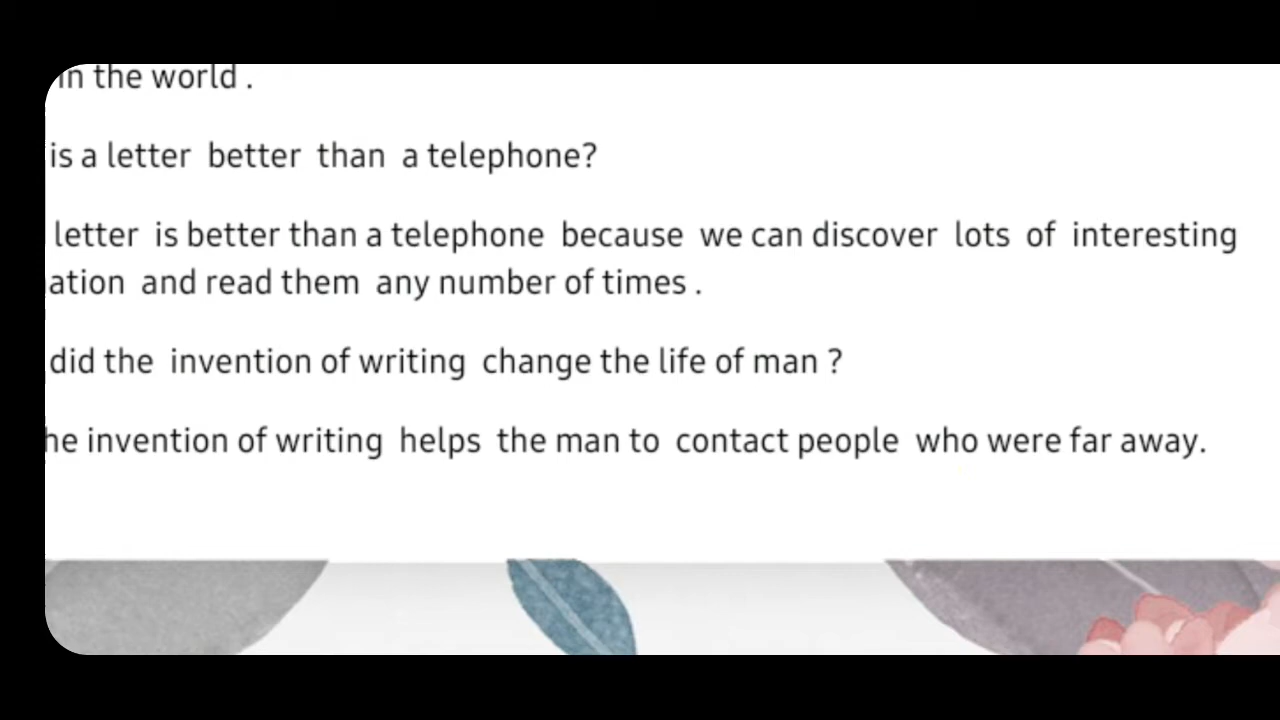 in the world .
is a letter better than a telephone?
letter is better than a telephone because we can discover lots of interesting
ation and read them any number of times .
did the invention of writing change the life of man ?
he invention of writing helps the man to contact people who were far away.